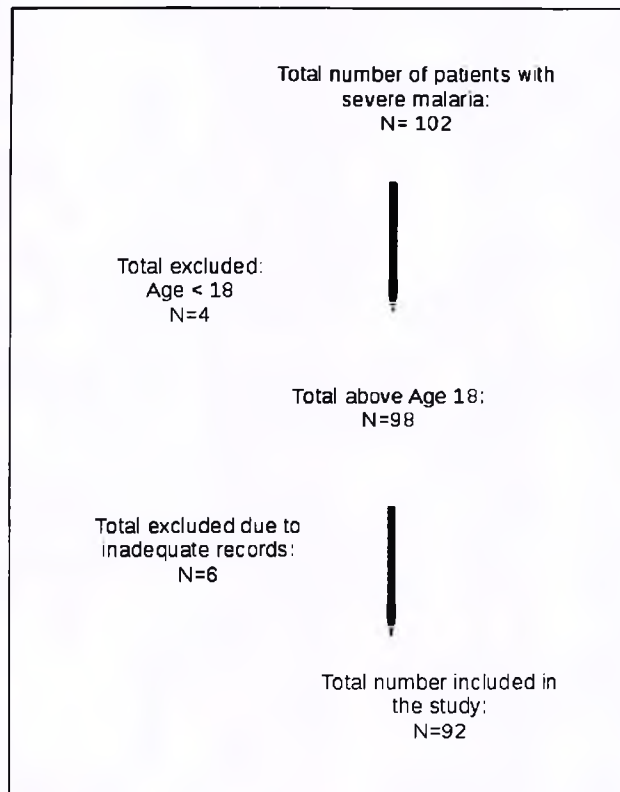 Total number of patients with
severe malaria:
N= 102
Total excluded:
Age < 18
N=4
Total above Age 18:
N=98
Total excluded due to
inadequate records:
N=6
Total number included in
the study:
N=92